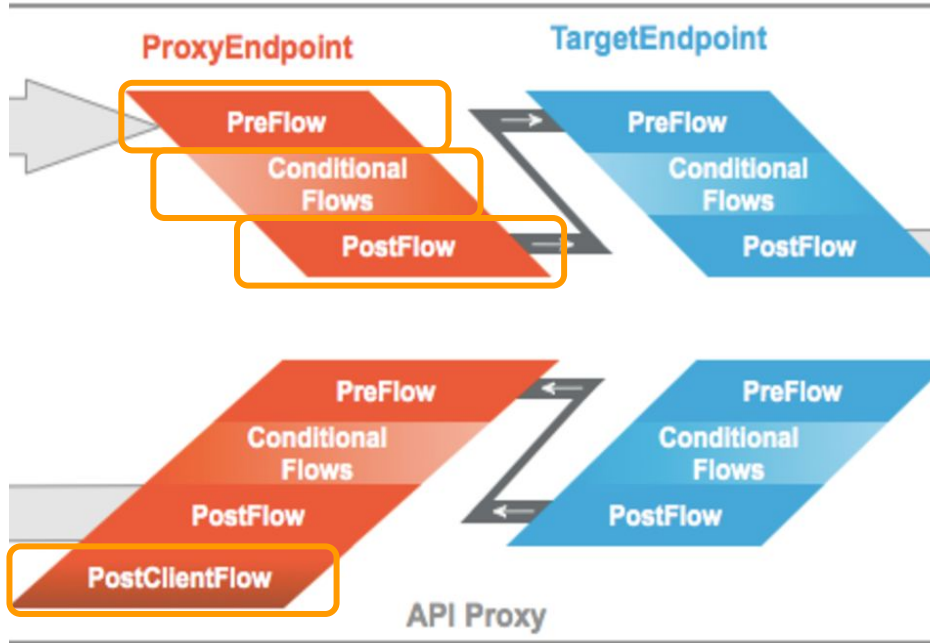 ProxyEndpoint
TargetEndpoint
PreFlow
Conditional
Flows
PostFlow
PreFlow
Conditional
Flows
PostFlow
PreFlow
Conditional
Flows
PostFlow
PostClientFlow
PreFlow
Conditional
Flows
PostFlow
API Proxy